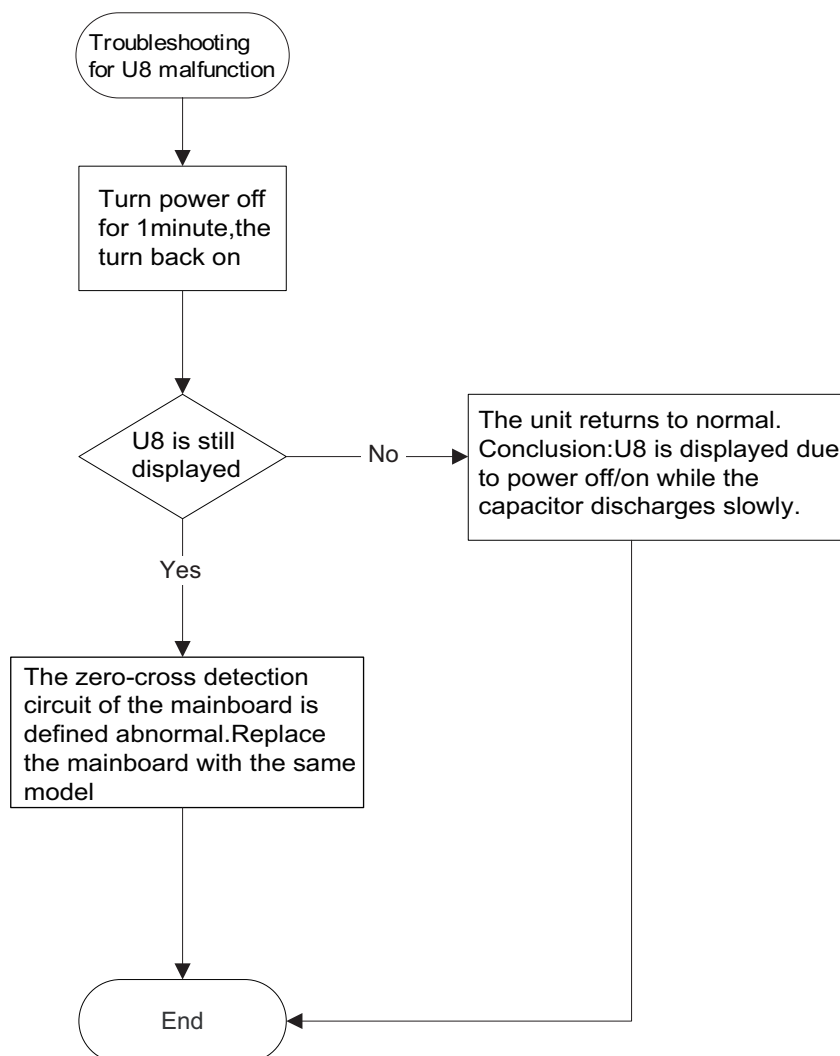 Troubleshooting
for U8 malfunction
Turn power off
for 1minute,the
turn back on
U8 is still
displayed
No
The unit returns to normal.
Conclusion:U8 is displayed due
to power off/on while the
capacitor discharges slowly.
Yes
The zero-cross detection
circuit of the mainboard is
defined abnormal.Replace
the mainboard with the same
model
End